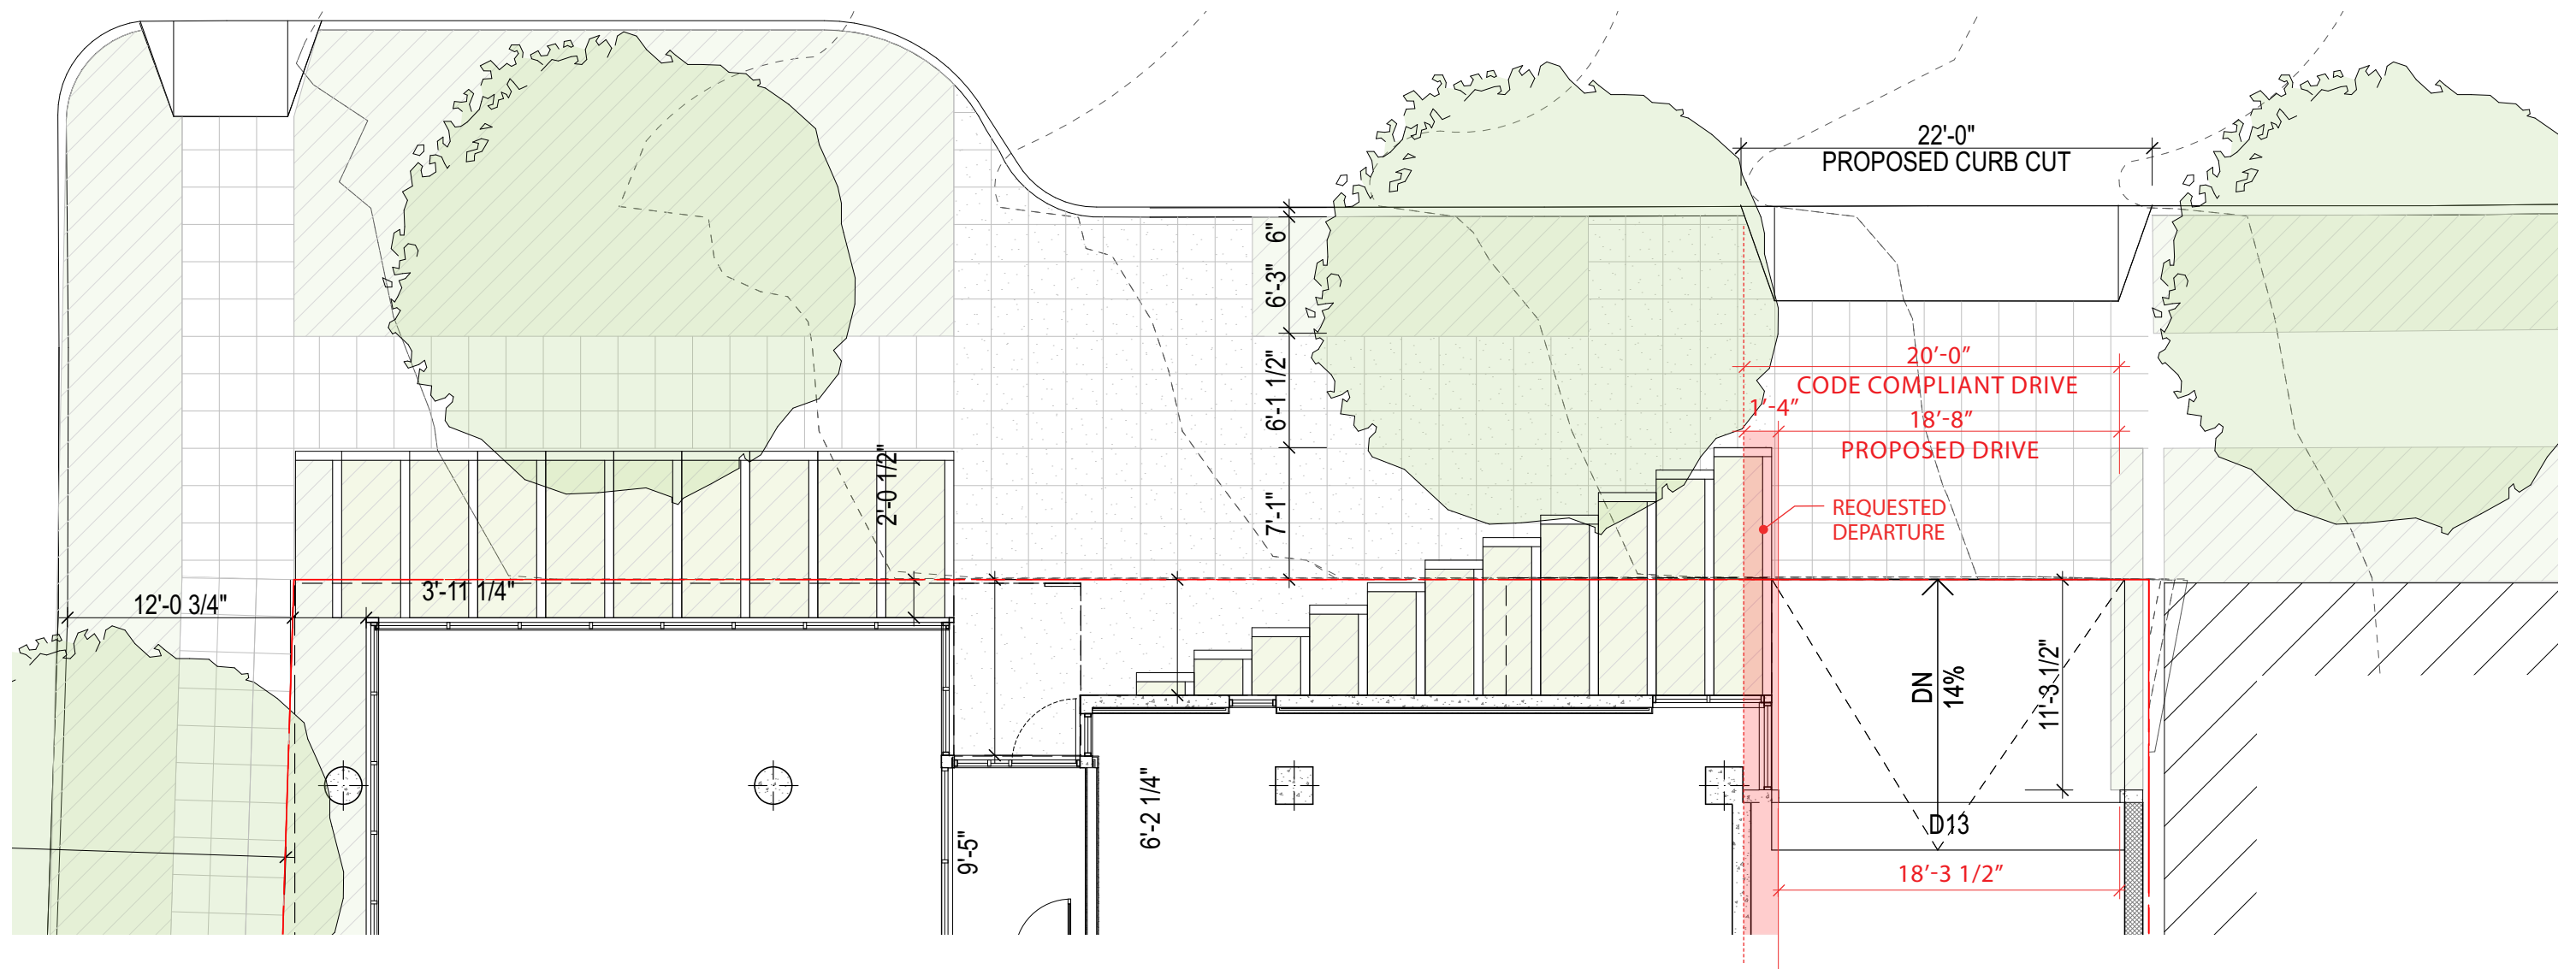 22'-0"
PROPOSED CURB CUT
6"
6'-3"
6'-1 1/2"
7'-1"
20'-0"
CODE COMPLIANT DRIVE
1'-4"
18'-8"
PROPOSED DRIVE
REQUESTED
DEPARTURE
2'-0 1/2"
3'-11 1/4"
12'-0 3/4"
DN
14%
11'-3 1/2"
D13
6'-2 1/4"
9'-5"
18'-3 1/2"